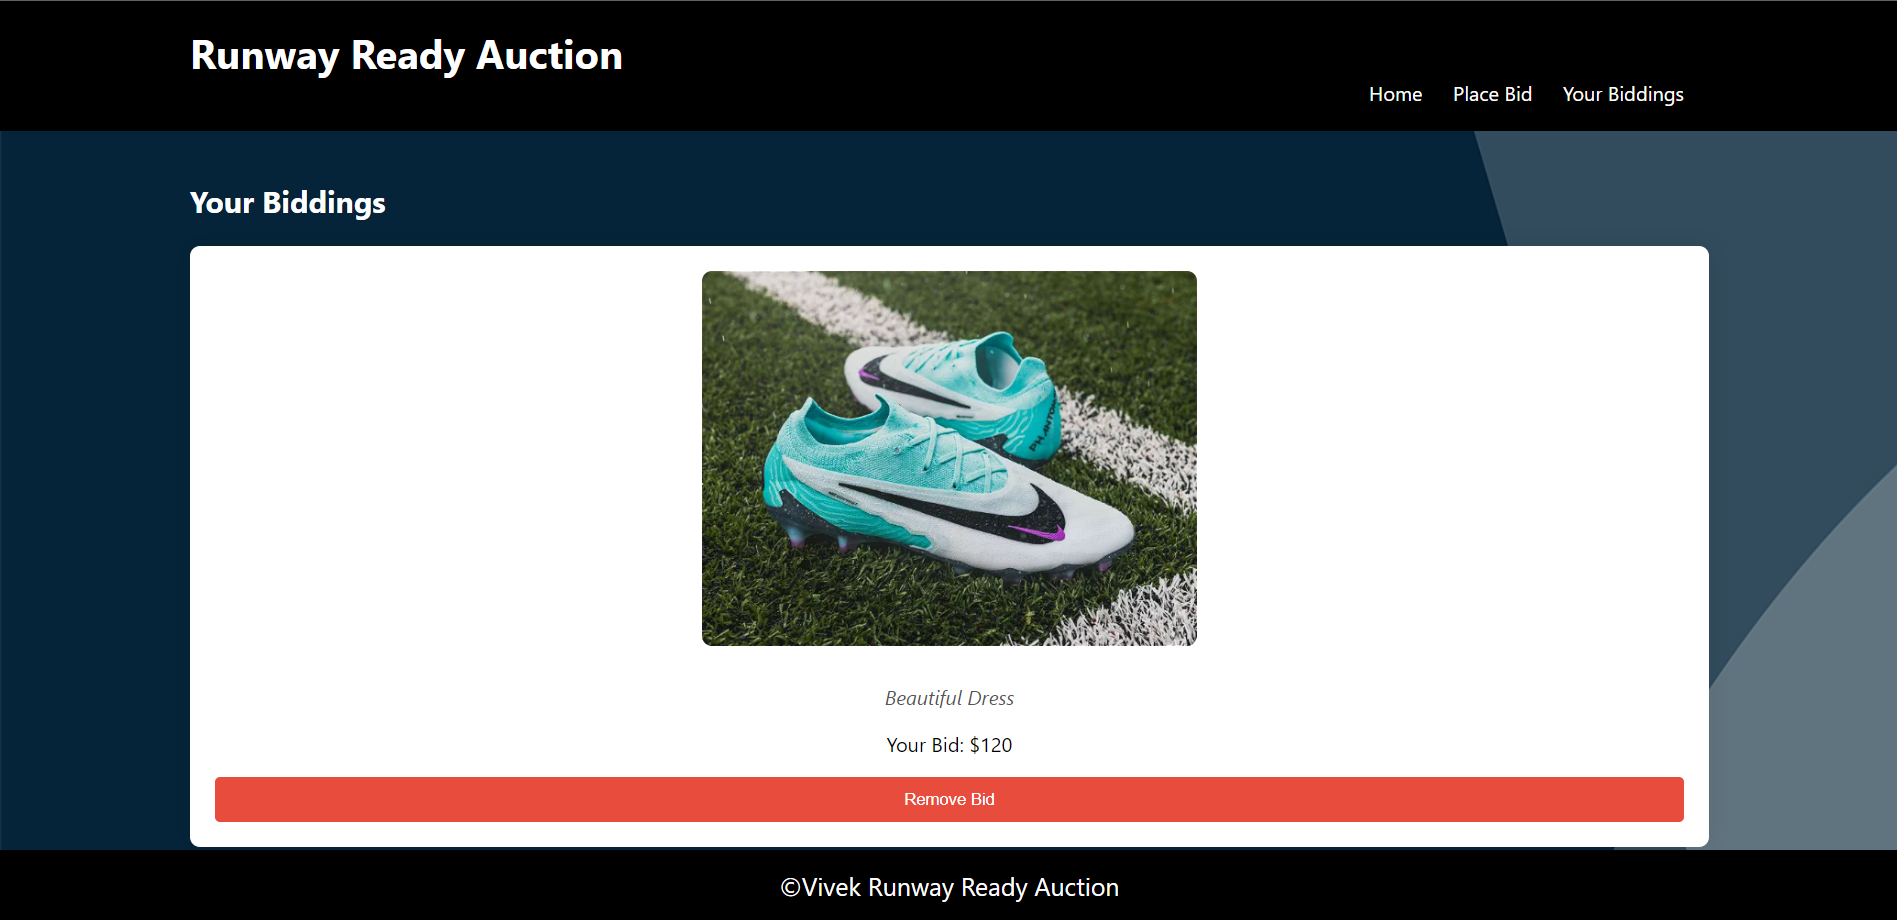 Runway Ready Auction
Home Place Bid Your Biddings
Your Biddings
PHANTOM
Beautiful Dress
Your Bid: $120
Remove Bid
©Vivek Runway Ready Auction